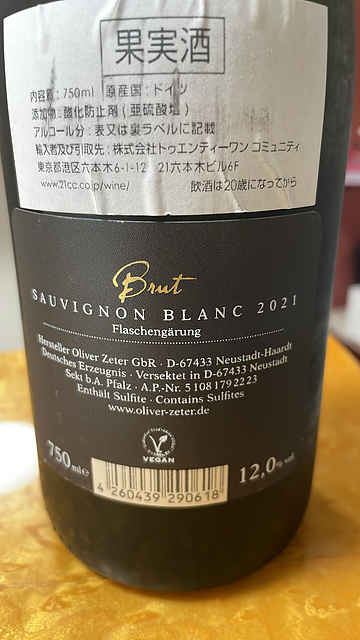 果実酒
内容量:750ml 原産国:ドイツ
添加物:酸化防止剤(亜硫酸塩)
アルコール分:表又は裏ラベルに記載
輸入者及び引取先:株式会社トゥエンティーワン コミュニティ
東京都港区六本木6-1-12 21六本木ビル6F
www.21cc.co.jp/wine/ 飲酒は20歳になってから
Brut
SAUVIGNON BLANC 2021
Flaschengärung
Hersteller Oliver Zeter GbR · D-67433 Neustadt-Haardt
Deutsches Erzeugnis · Versektet in D-67433 Neustadt
Sekt b.A. Pfalz · A.P.-Nr. 5 108 179 22 23
Enthält Sulfite · Contains Sulfites
www.oliver-zeter.de
VEGAN
750 ml e
12,0% vol.
4 260439 290618